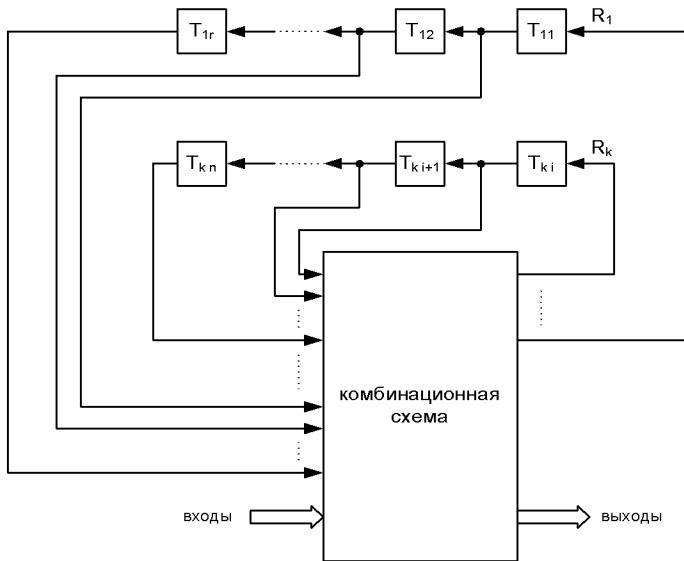 T1r
T12
T11
R1
Tk n
Tk i+1
Tk i
Rk
комбинационная
схема
входы
выходы